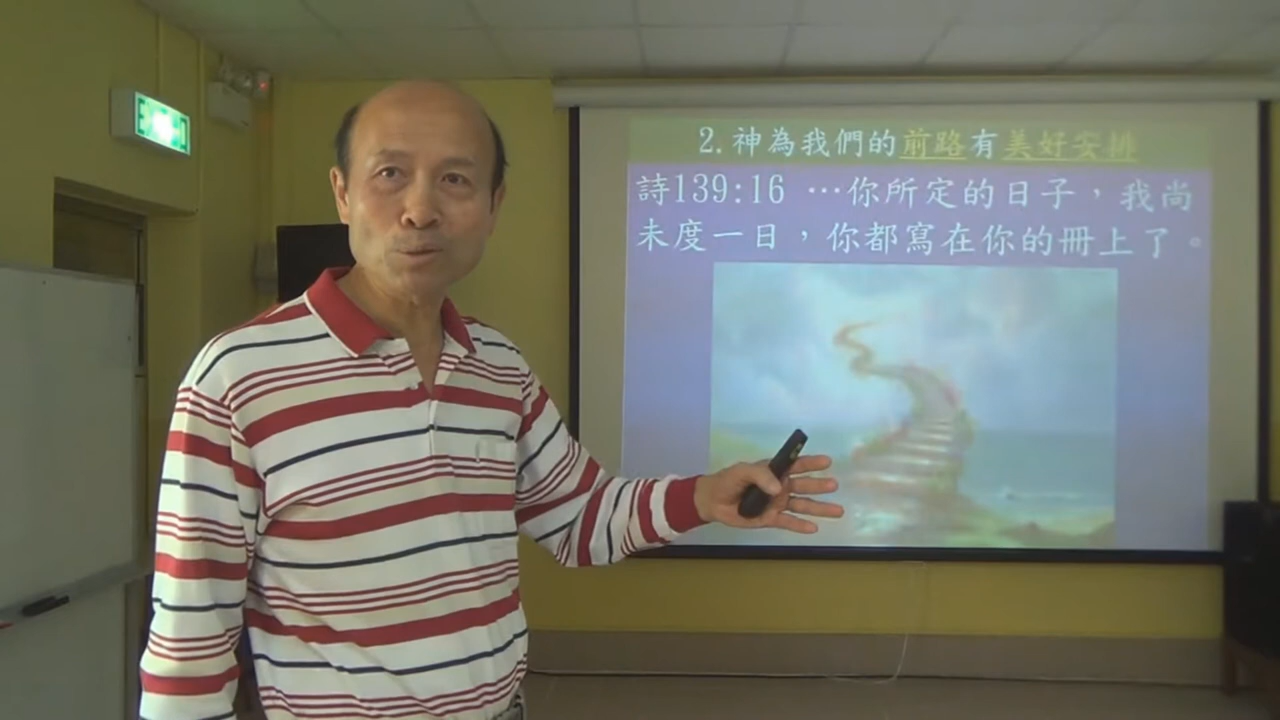 2.神為我們的前路有美好安排
詩139:16 …你所定的日子，我尚
未度一日，你都寫在你的冊上了。